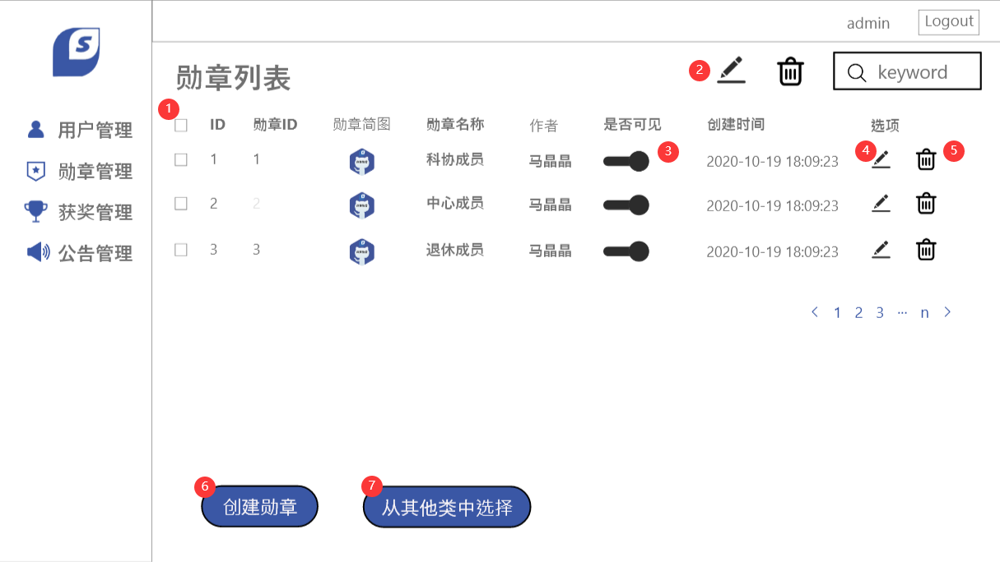 S
admin
Logout
用户管理
勋章管理
获奖管理
公告管理
勋章列表
2
keyword
1
ID 勋章ID 勋章简图 勋章名称 作者 是否可见 创建时间 选项
3 4 5
1 1 科协成员 马晶晶 2020-10-19 18:09:23
2 2 中心成员 马晶晶 2020-10-19 18:09:23
3 3 退休成员 马晶晶 2020-10-19 18:09:23
< 1 2 3 ··· n >
6
创建勋章
7
从其他类中选择